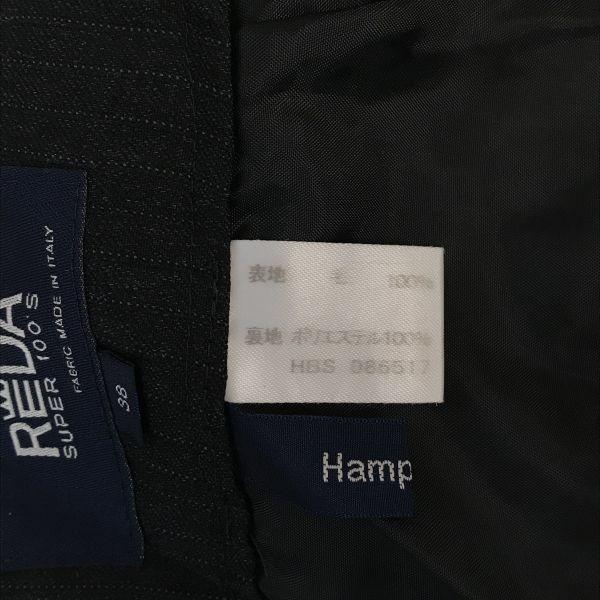 REDA
SUPER 100'S
FABRIC MADE IN ITALY
38
表地 毛 100%
裏地 ポリエステル100%
HBS 086517
Hamp